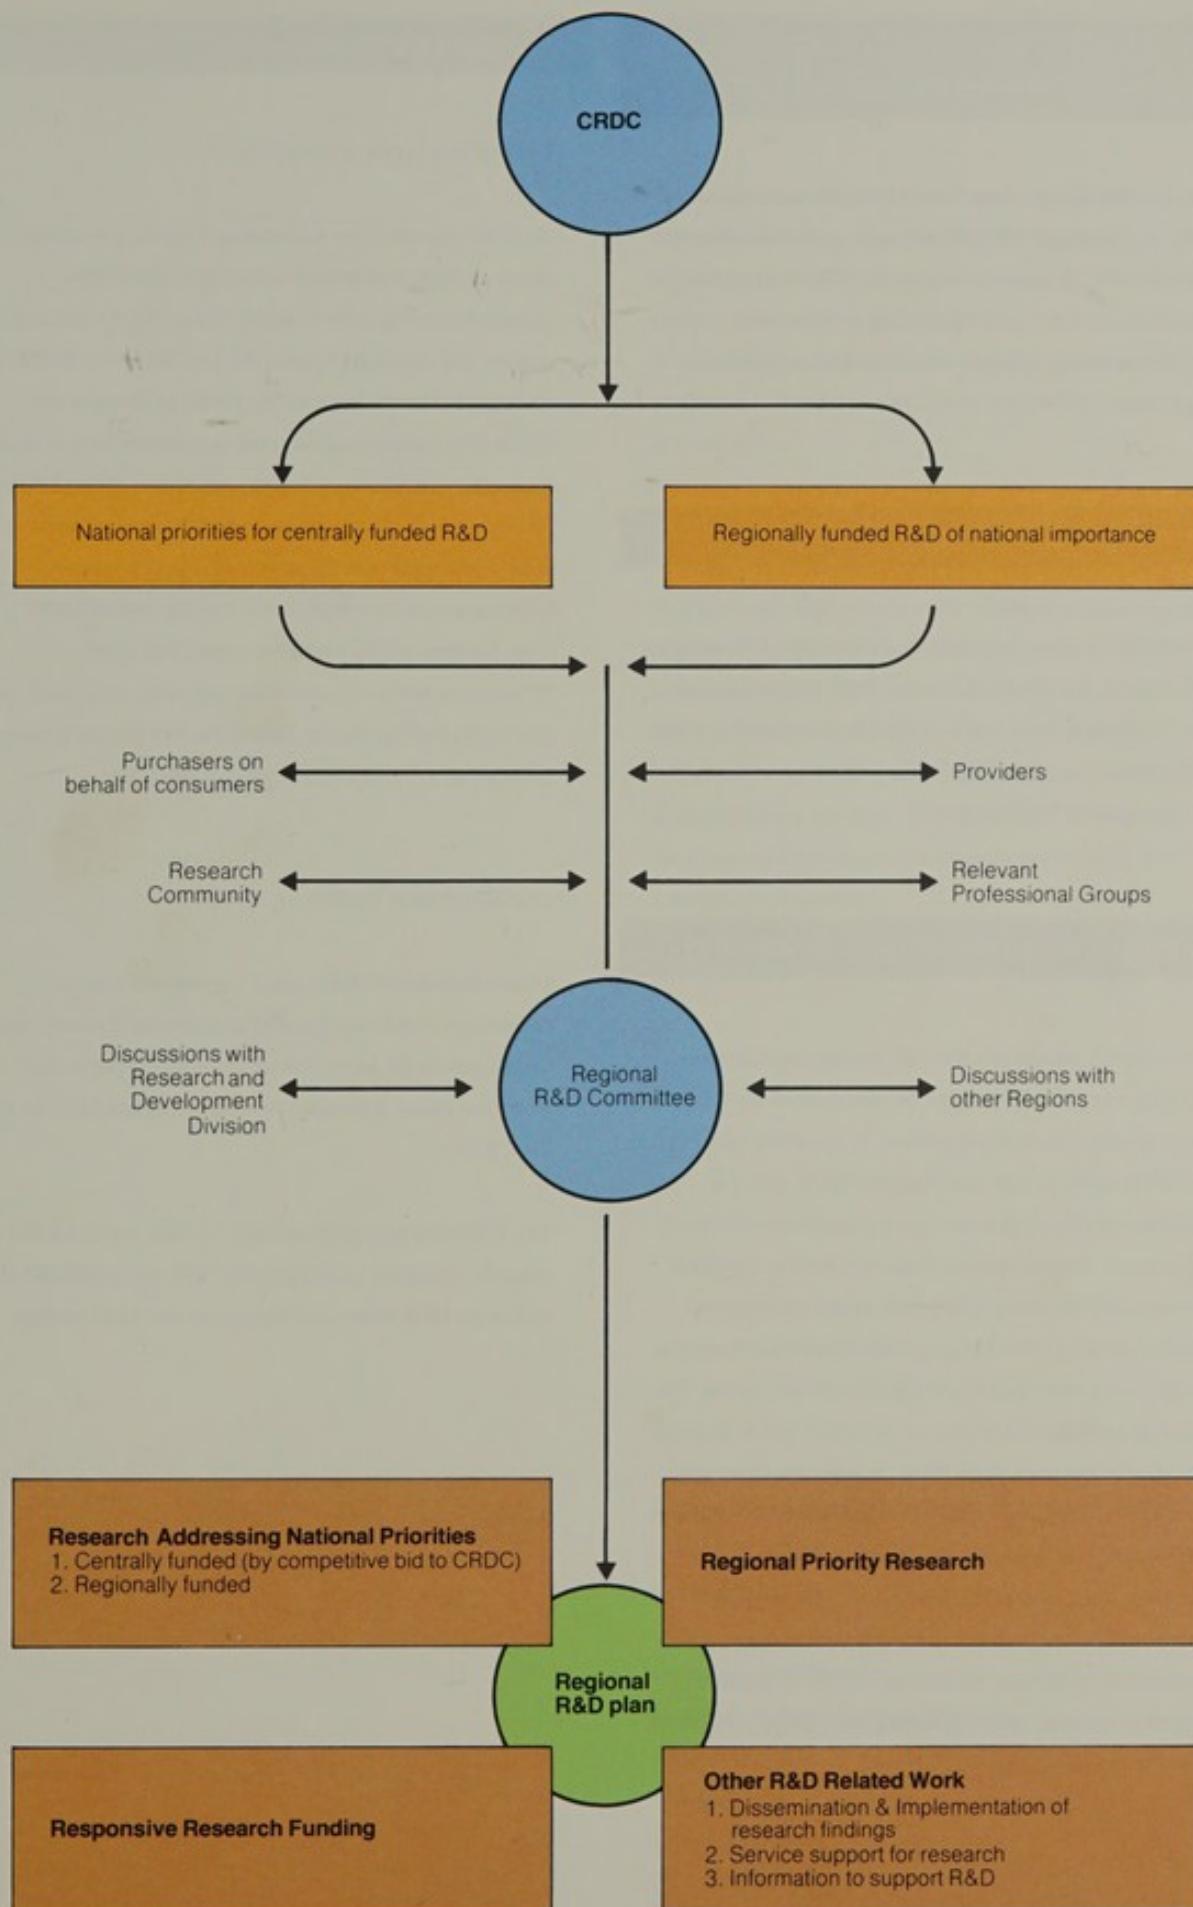 CRDC
National priorities for centrally funded R&D
Regionally funded R&D of national importance
Purchasers on
behalf of consumers
Providers
Research
Community
Relevant
Professional Groups
Discussions with
Research and
Development
Division
Regional
R&D Committee
Discussions with
other Regions
Research Addressing National Priorities
1. Centrally funded (by competitive bid to CRDC)
2. Regionally funded
Regional Priority Research
Regional
R&D plan
Responsive Research Funding
Other R&D Related Work
1. Dissemination & Implementation of
research findings
2. Service support for research
3. Information to support R&D